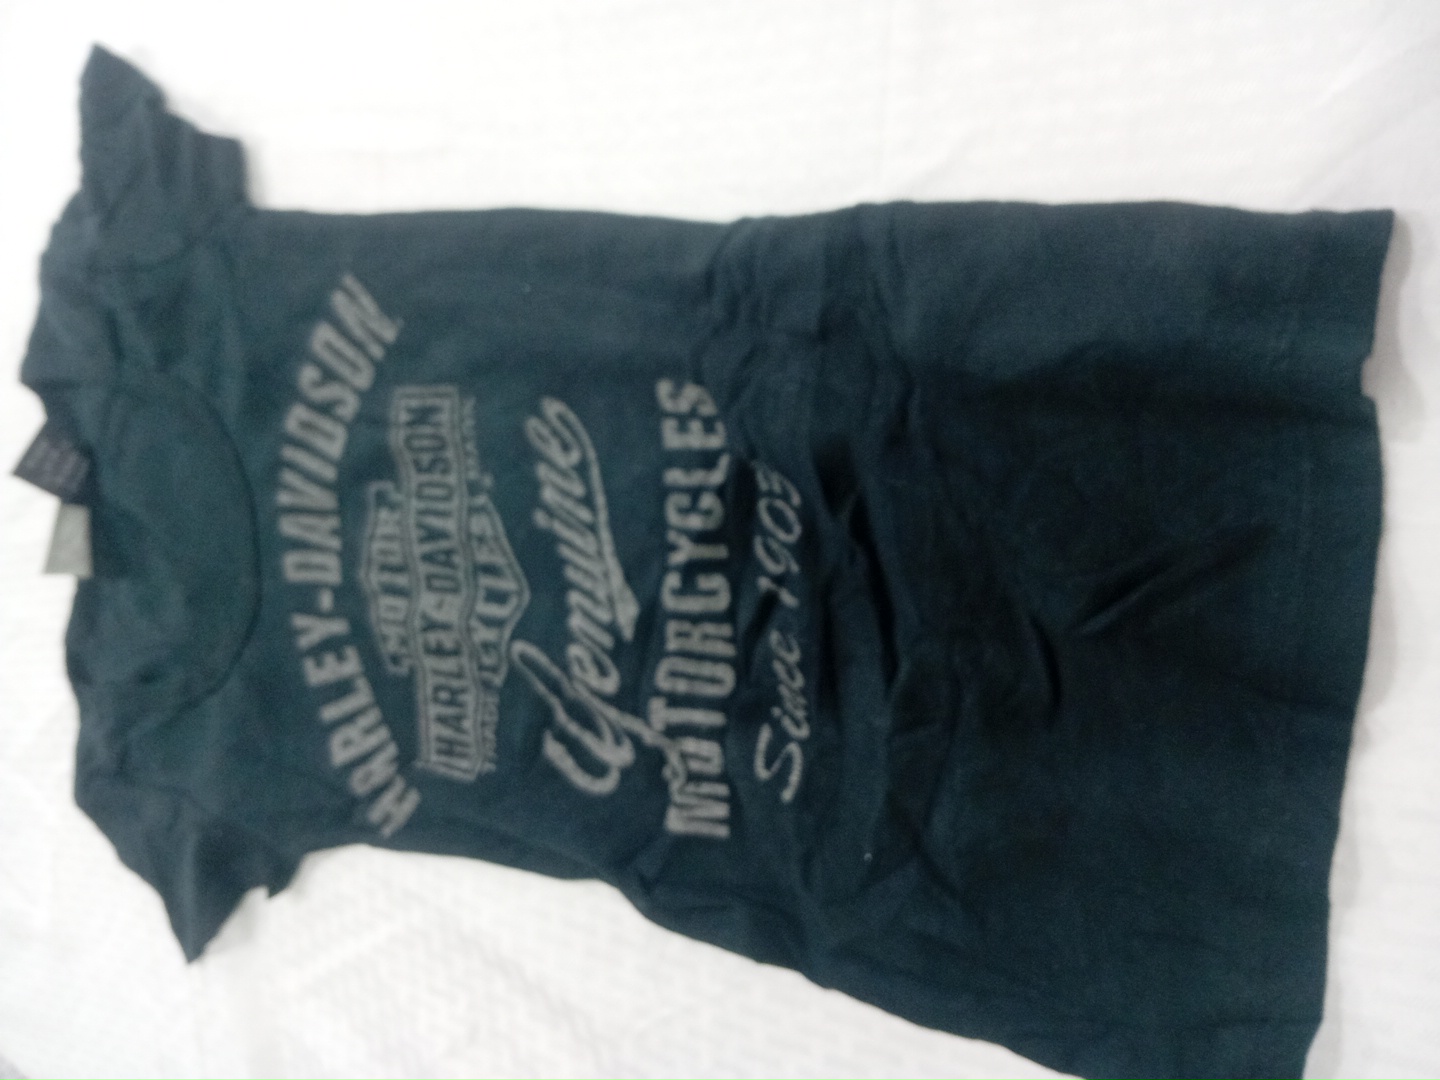 HARLEY-DAVIDSON
MOTOR
HARLEY-DAVIDSON
CYCLES
Genuine
MOTORCYCLES
Since 1903